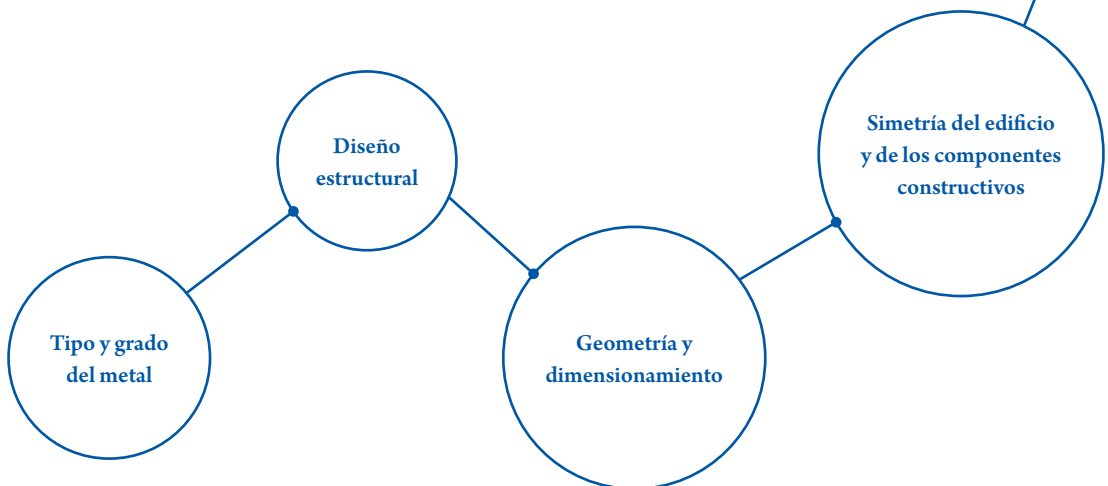 Tipo y grado
del metal
Diseño
estructural
Geometría y
dimensionamiento
Simetría del edificio
y de los componentes
constructivos